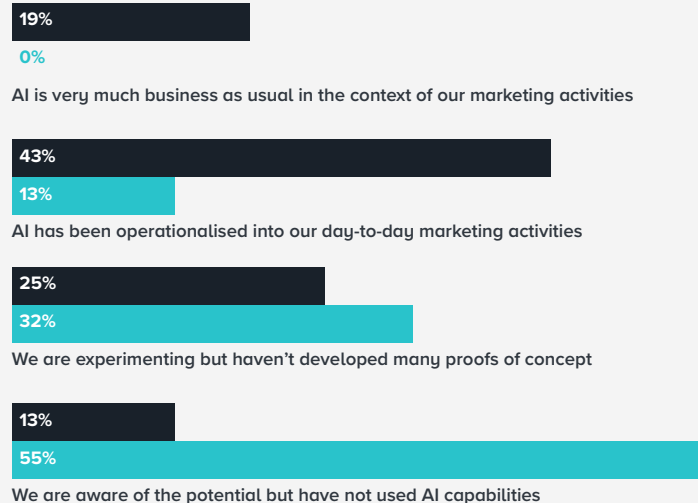 19%
0%
AI is very much business as usual in the context of our marketing activities
43%
13%
AI has been operationalised into our day-to-day marketing activities
25%
32%
We are experimenting but haven’t developed many proofs of concept
13%
55%
We are aware of the potential but have not used AI capabilities